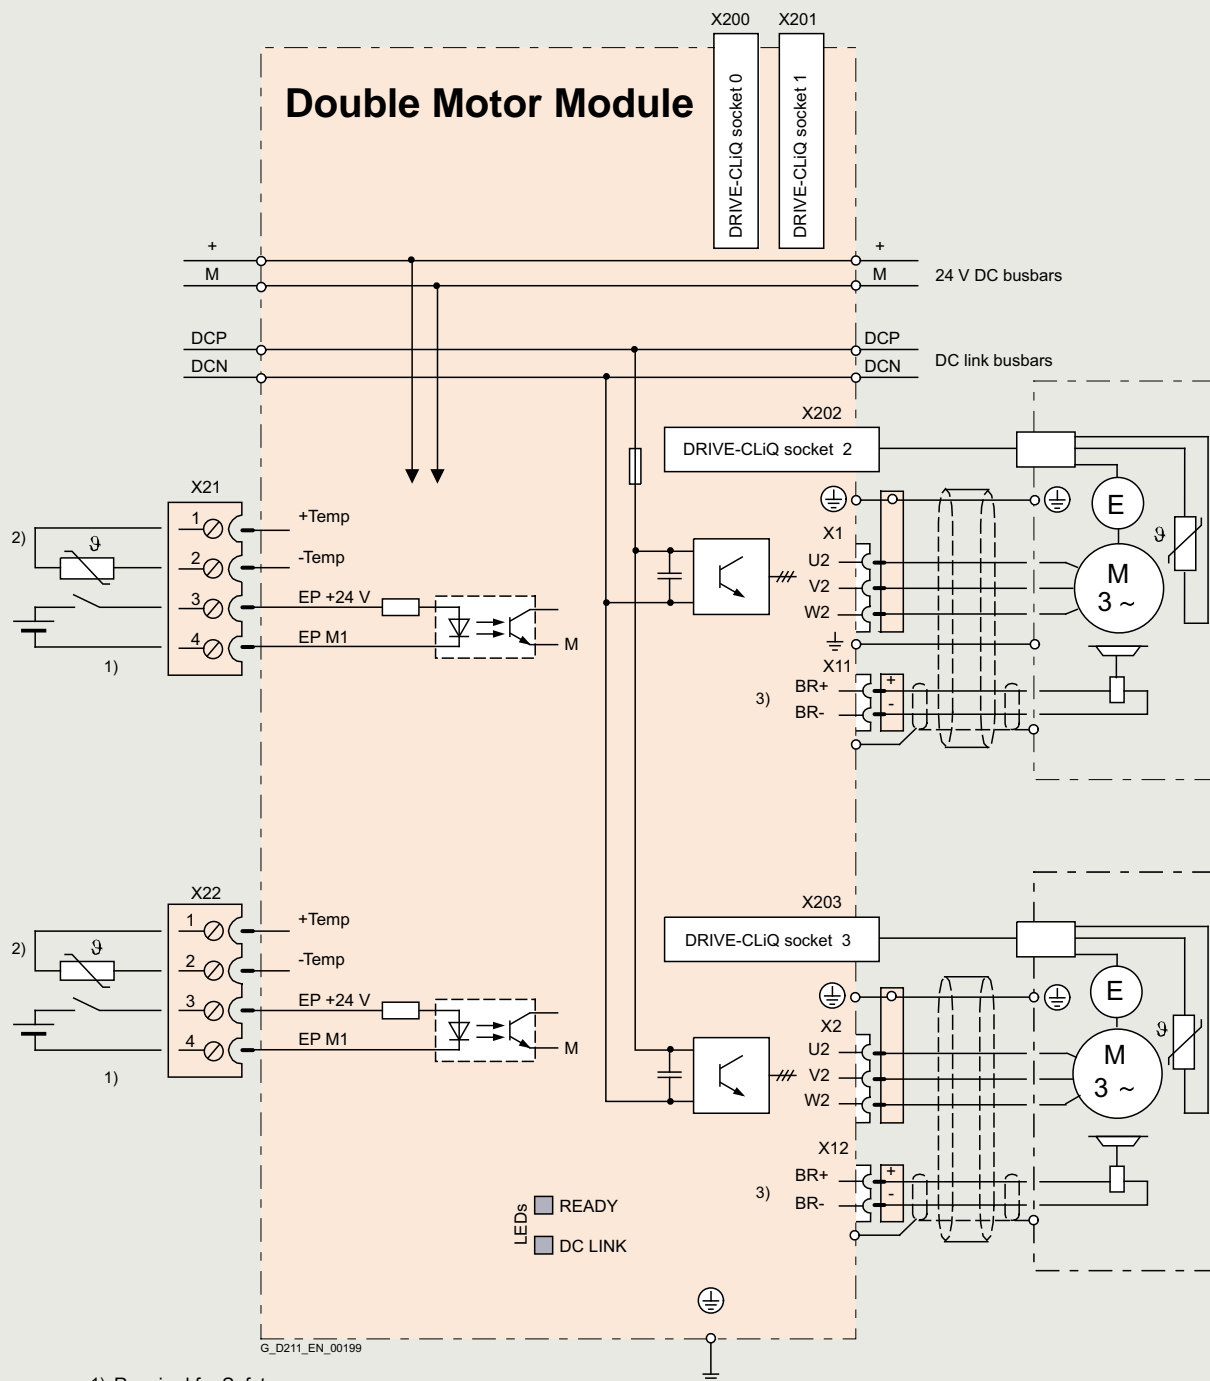 X200 X201
Double Motor Module
DRIVE-CLiQ socket 0
DRIVE-CLiQ socket 1
+ +
M M 24 V DC busbars
DCP DCP
DCN DCN DC link busbars
X202
DRIVE-CLiQ socket 2
X21
1 +Temp
2) ϑ
2 -Temp
3 EP +24 V
4 EP M1
M
1)
E
ϑ
X1
U2
V2
W2
M
3 ~
X11
3) BR+ +
BR- -
X22
1 +Temp
2) ϑ
2 -Temp
3 EP +24 V
4 EP M1
M
1)
X203
DRIVE-CLiQ socket 3
E
ϑ
X2
U2
V2
W2
M
3 ~
X12
3) BR+ +
BR- -
LEDs
READY
DC LINK
G_D211_EN_00199